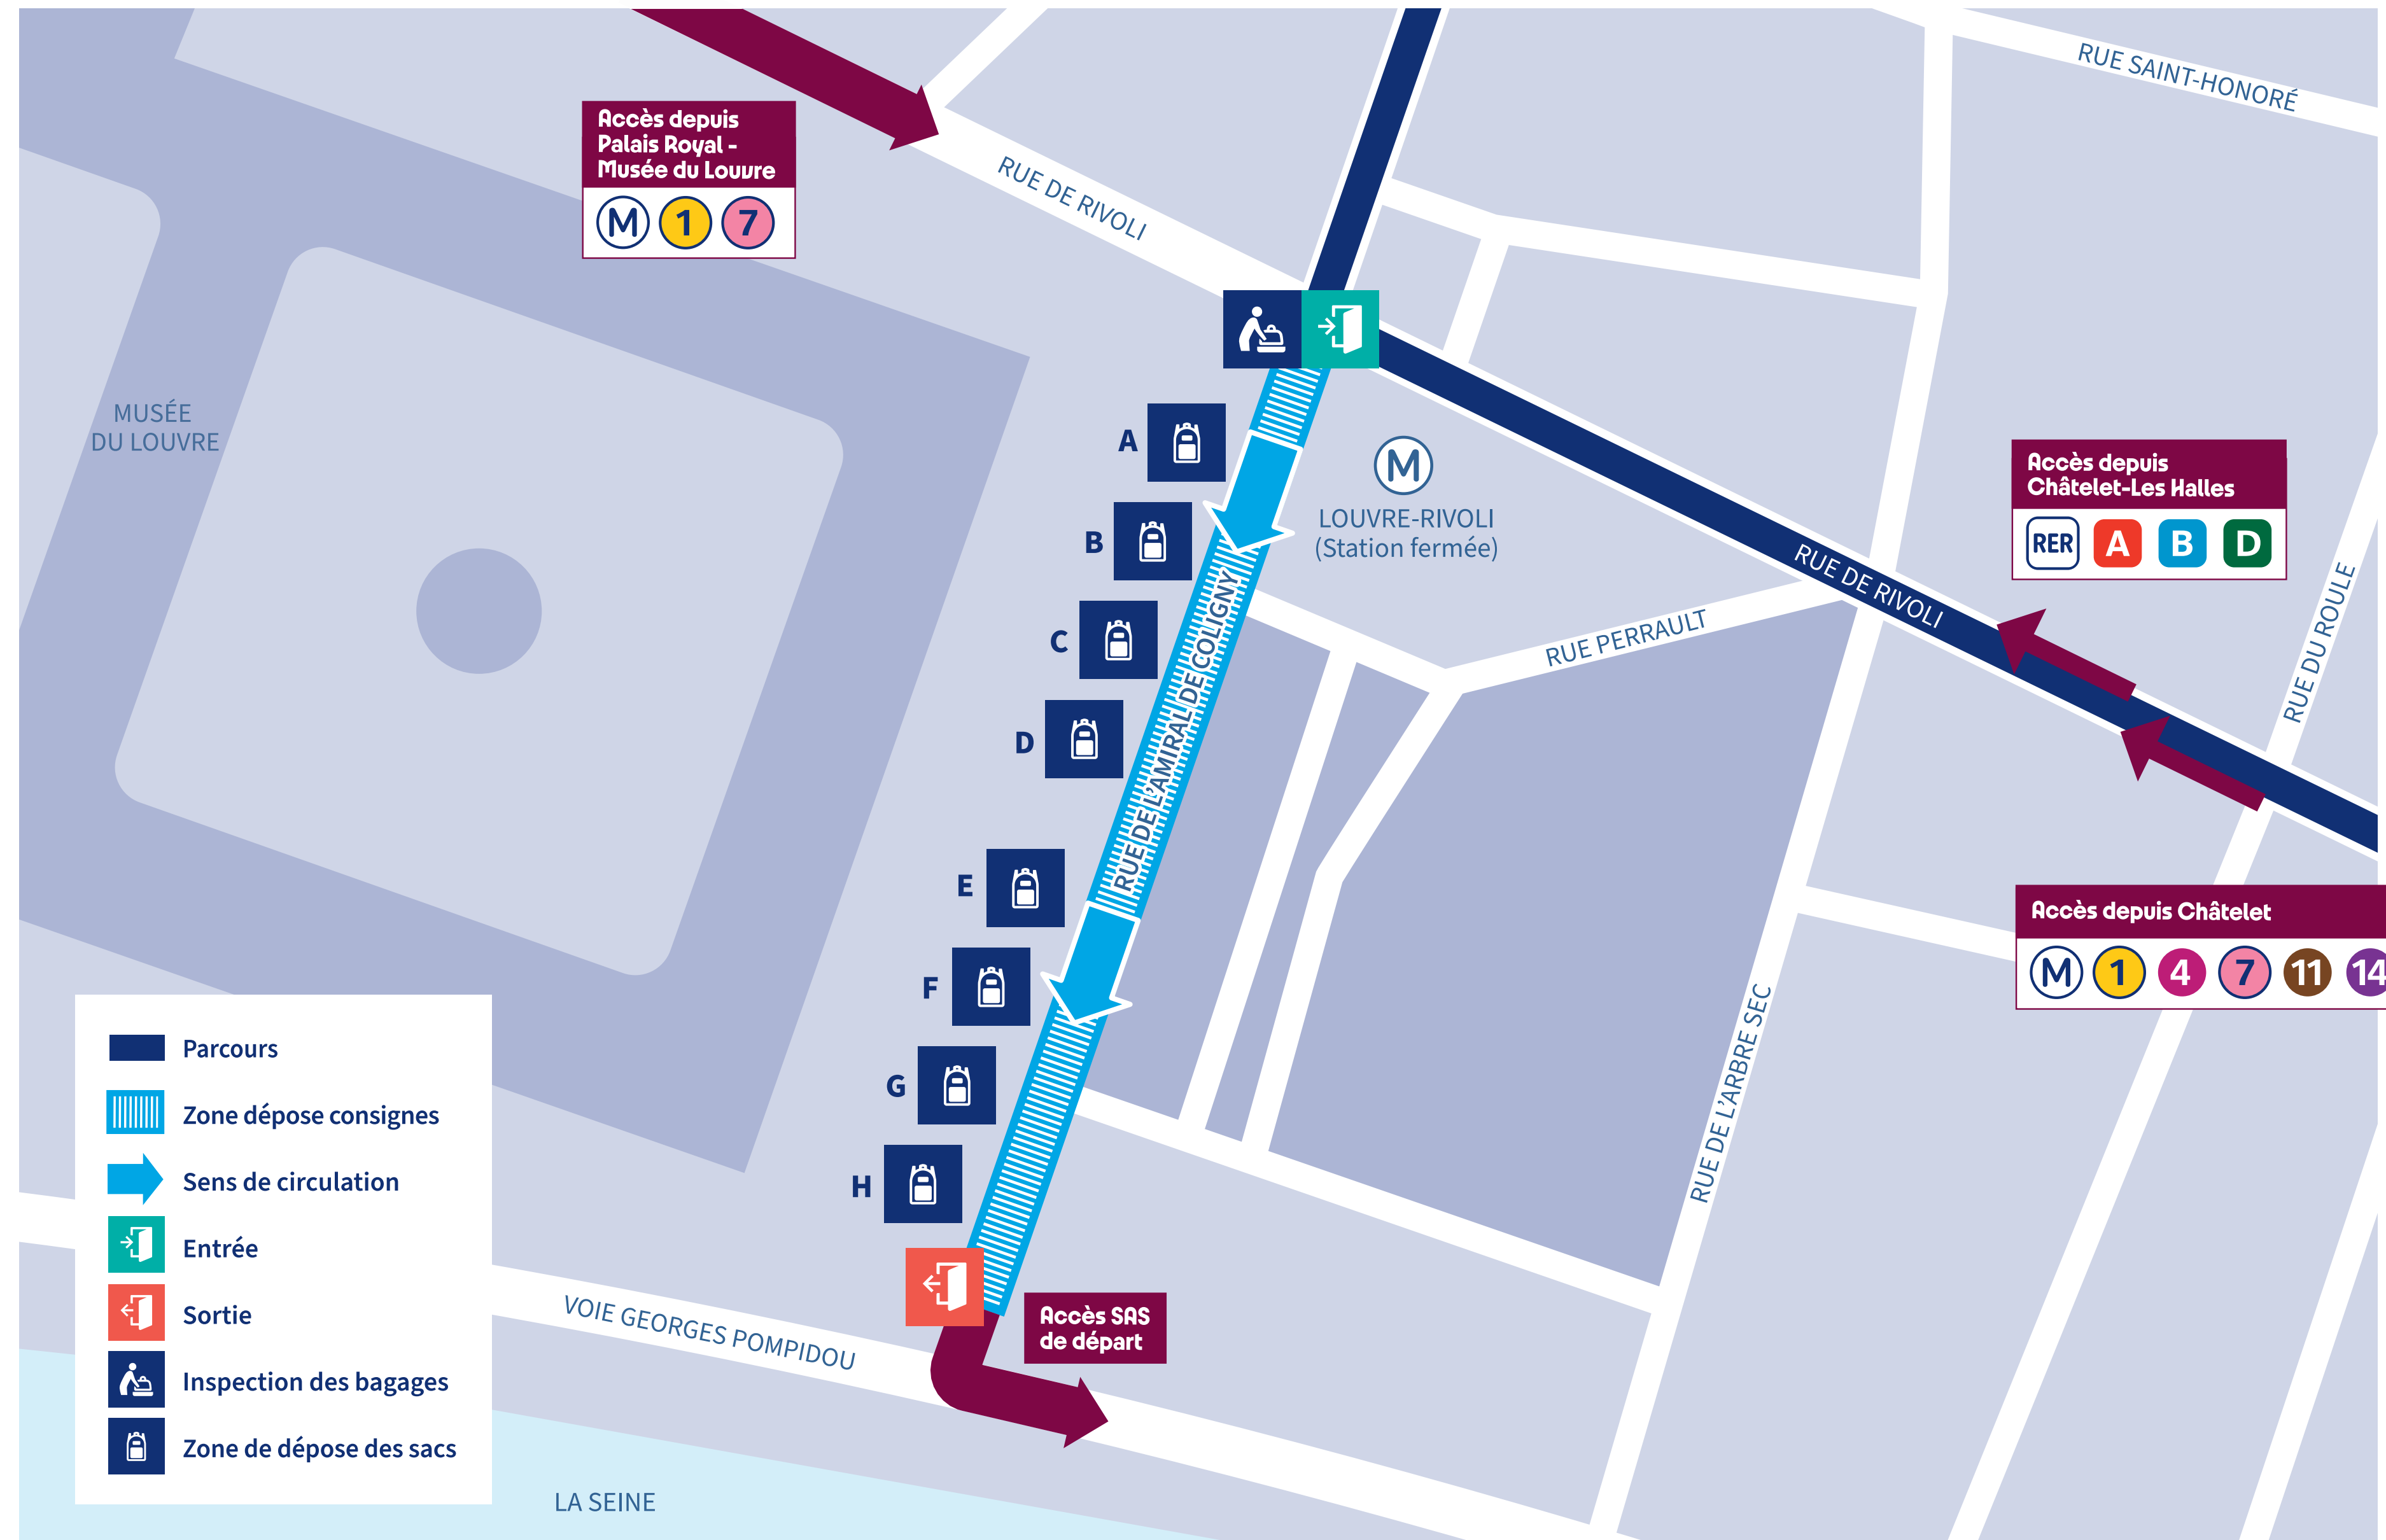 RUE SAINT-HONORÉ
Accès depuis
Palais Royal -
Musée du Louvre
M 1 7
RUE DE RIVOLI
MUSÉE
DU LOUVRE
A
M
LOUVRE-RIVOLI
(Station fermée)
Accès depuis
Châtelet-Les Halles
RER A B D
B
RUE DE RIVOLI
C
RUE PERRAULT
RUE DU ROULE
D
RUE DE L'AMIRAL DE COLIGNY
E
Accès depuis Châtelet
M 1 4 7 11 14
F
G
RUE DE L'ARBRE SEC
H
Parcours
Zone dépose consignes
Sens de circulation
Entrée
Sortie
Inspection des bagages
Zone de dépose des sacs
Accès SAS
de départ
VOIE GEORGES POMPIDOU
LA SEINE